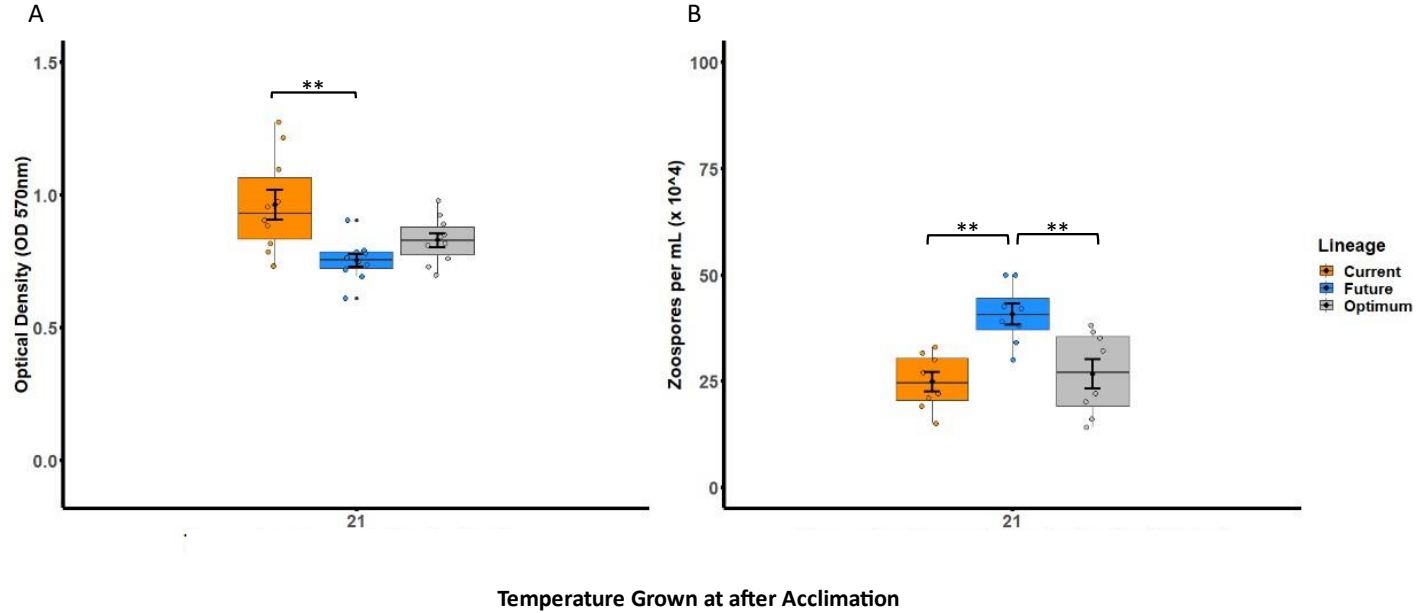 A
B
Optical Density (OD 570nm)
1.5
1.0
0.5
0.0
**
21
Zoospores per mL (x 10^4)
100
75
50
25
0
**
**
21
Lineage
Current
Future
Optimum
Temperature Grown at after Acclimation